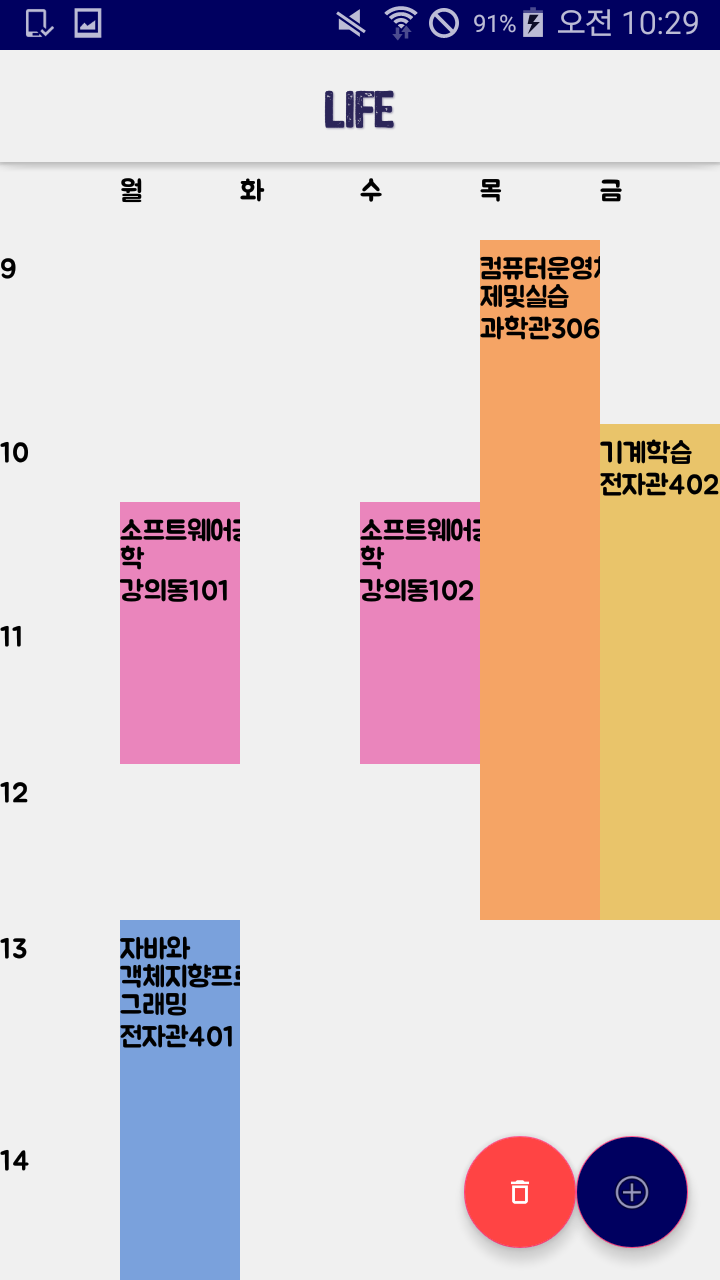 91% 오전 10:29
LIFE
월 화 수 목 금
9
컴퓨터운영체
제및실습
과학관306
10
기계학습
전자관402
소프트웨어공
학
강의동101
소프트웨어공
학
강의동102
11
12
13
자바와
객체지향프로
그래밍
전자관401
14